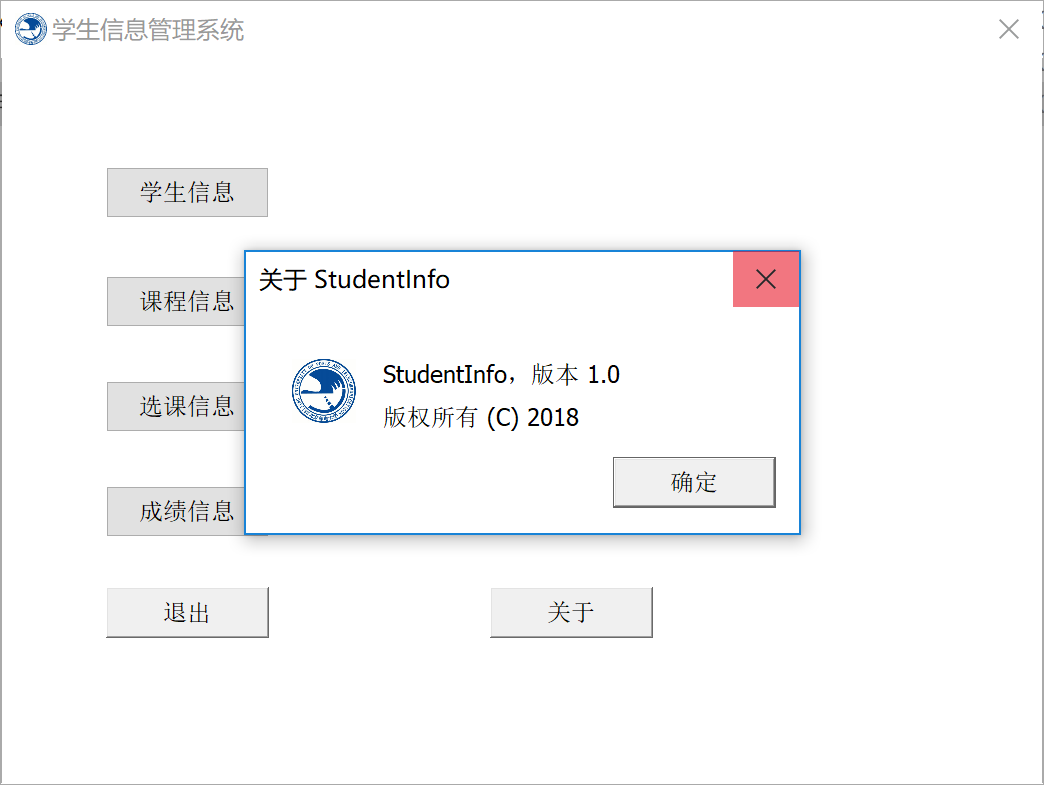 学生信息管理系统
学生信息
课程信息
选课信息
成绩信息
关于 StudentInfo
StudentInfo，版本 1.0
版权所有 (C) 2018
确定
退出
关于